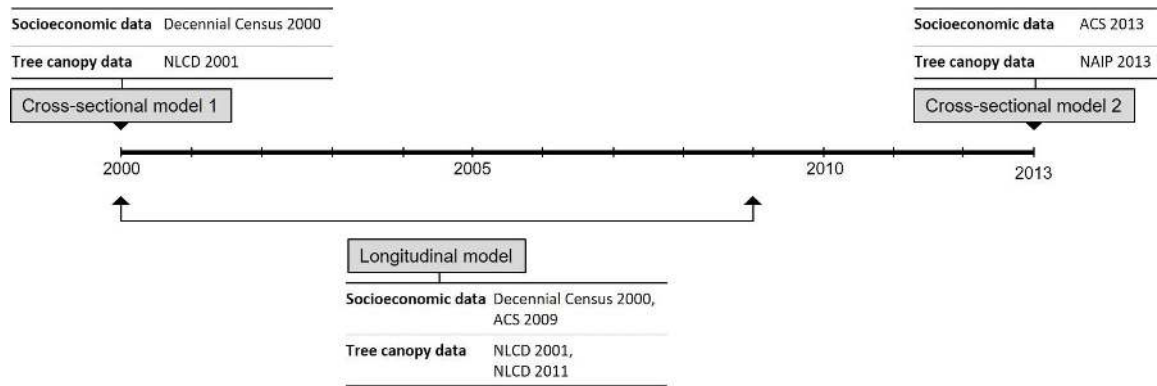 Socioeconomic data Decennial Census 2000
Tree canopy data NLCD 2001
Cross-sectional model 1
Socioeconomic data ACS 2013
Tree canopy data NAIP 2013
Cross-sectional model 2
2000 2005 2010 2013
Longitudinal model
Socioeconomic data Decennial Census 2000,
ACS 2009
Tree canopy data NLCD 2001,
NLCD 2011